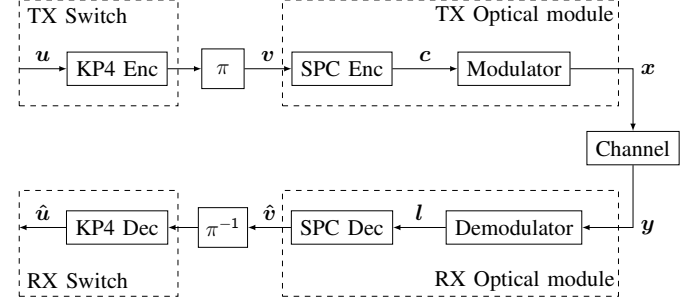 TX Switch
TX Optical module
u
KP4 Enc
π
v
SPC Enc
c
Modulator
x
Channel
û
KP4 Dec
π⁻¹
v̂
SPC Dec
l
Demodulator
y
RX Switch
RX Optical module